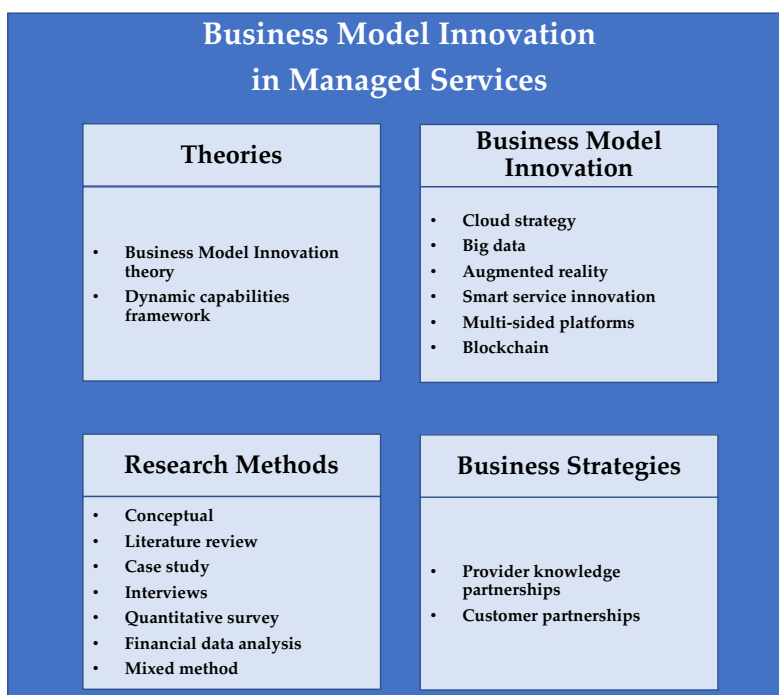 Business Model Innovation
in Managed Services
Theories
• Business Model Innovation
theory
• Dynamic capabilities
framework
Business Model
Innovation
• Cloud strategy
• Big data
• Augmented reality
• Smart service innovation
• Multi-sided platforms
• Blockchain
Research Methods
• Conceptual
• Literature review
• Case study
• Interviews
• Quantitative survey
• Financial data analysis
• Mixed method
Business Strategies
• Provider knowledge
partnerships
• Customer partnerships